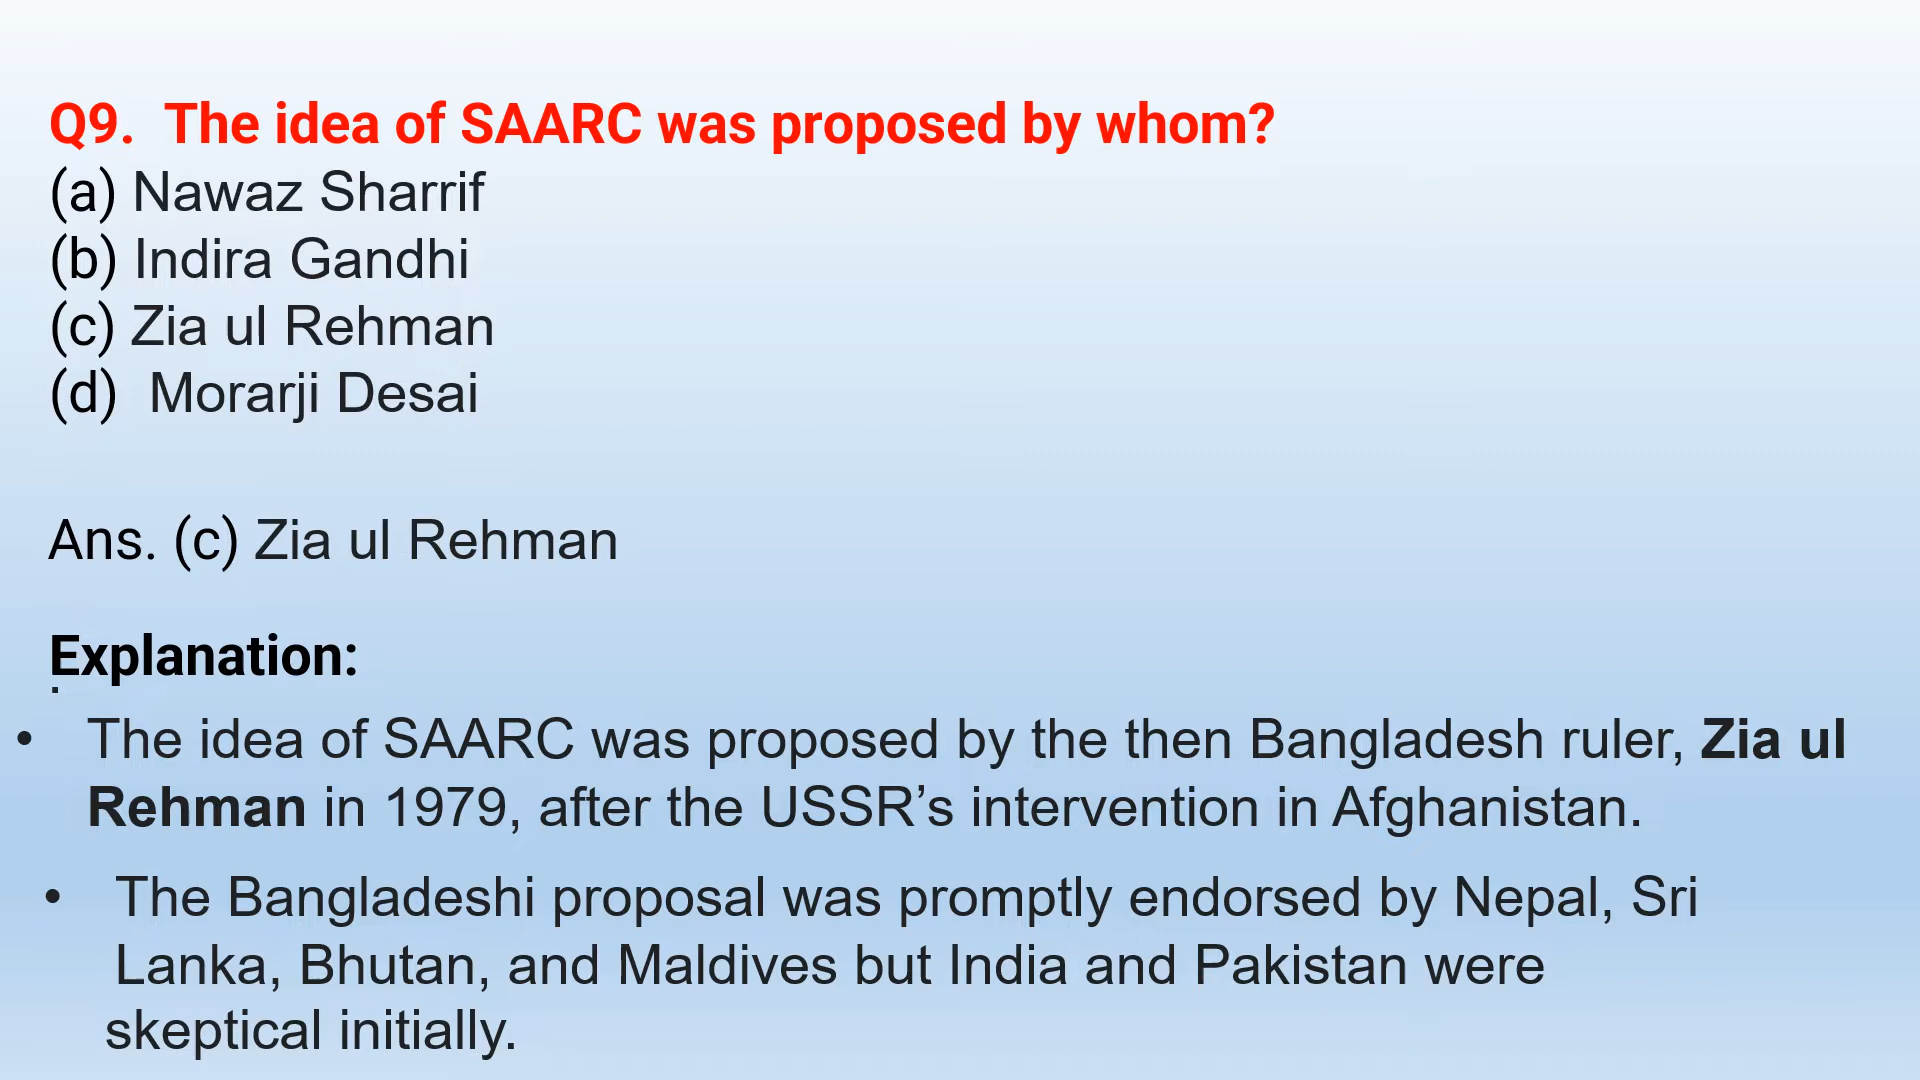 Q9. The idea of SAARC was proposed by whom?
(a) Nawaz Sharrif
(b) Indira Gandhi
(c) Zia ul Rehman
(d) Morarji Desai
Ans. (c) Zia ul Rehman
Explanation:
.
• The idea of SAARC was proposed by the then Bangladesh ruler, Zia ul
Rehman in 1979, after the USSR’s intervention in Afghanistan.
• The Bangladeshi proposal was promptly endorsed by Nepal, Sri
Lanka, Bhutan, and Maldives but India and Pakistan were
skeptical initially.